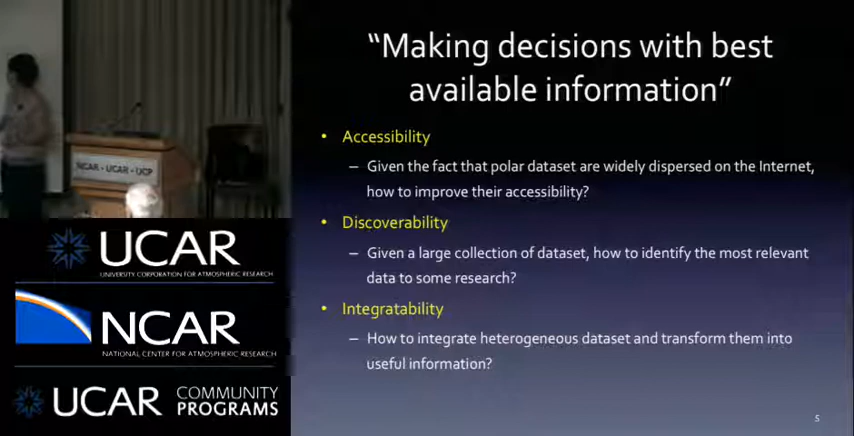 "Making decisions with best
available information"
• Accessibility
– Given the fact that polar dataset are widely dispersed on the Internet,
how to improve their accessibility?
• Discoverability
– Given a large collection of dataset, how to identify the most relevant
data to some research?
• Integratability
– How to integrate heterogeneous dataset and transform them into
useful information?
5
NCAR - UCAR - UCP
UCAR
UNIVERSITY CORPORATION FOR ATMOSPHERIC RESEARCH
NCAR
NATIONAL CENTER FOR ATMOSPHERIC RESEARCH
UCAR COMMUNITY
PROGRAMS